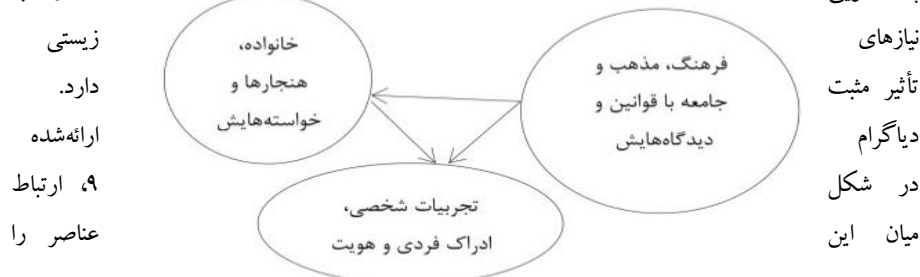 نیازهای زیستی
تأثیر مثبت دارد.
دیاگرام ارائه‌شده
در شکل ۹، ارتباط
میان این عناصر را
فرهنگ، مذهب و
جامعه با قوانین و
دیدگاه‌هایش
خانواده،
هنجارها و
خواسته‌هایش
تجربیات شخصی،
ادراک فردی و هویت